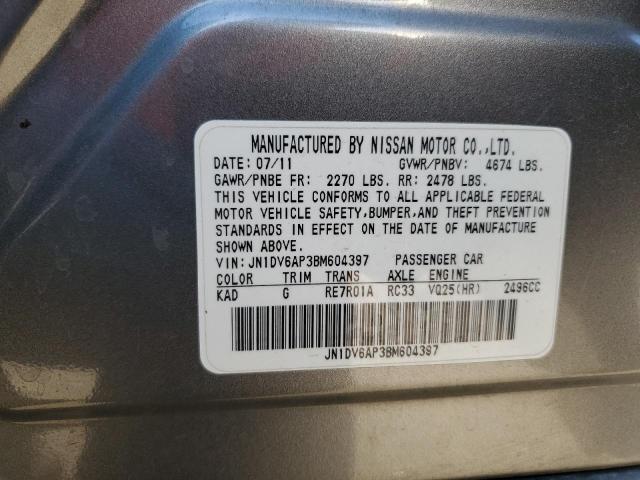 MANUFACTURED BY NISSAN MOTOR CO.,LTD.
DATE: 07/11 GVWR/PNBV: 4674 LBS.
GAWR/PNBE FR: 2270 LBS. RR: 2478 LBS.
THIS VEHICLE CONFORMS TO ALL APPLICABLE FEDERAL
MOTOR VEHICLE SAFETY,BUMPER,AND THEFT PREVENTION
STANDARDS IN EFFECT ON THE DATE OF MANUFACTURE
SHOWN ABOVE.
VIN: JN1DV6AP3BM604397 PASSENGER CAR
COLOR TRIM TRANS AXLE ENGINE
KAD G RE7R01A RC33 VQ25(HR) 2496CC
JN1DV6AP3BM604397